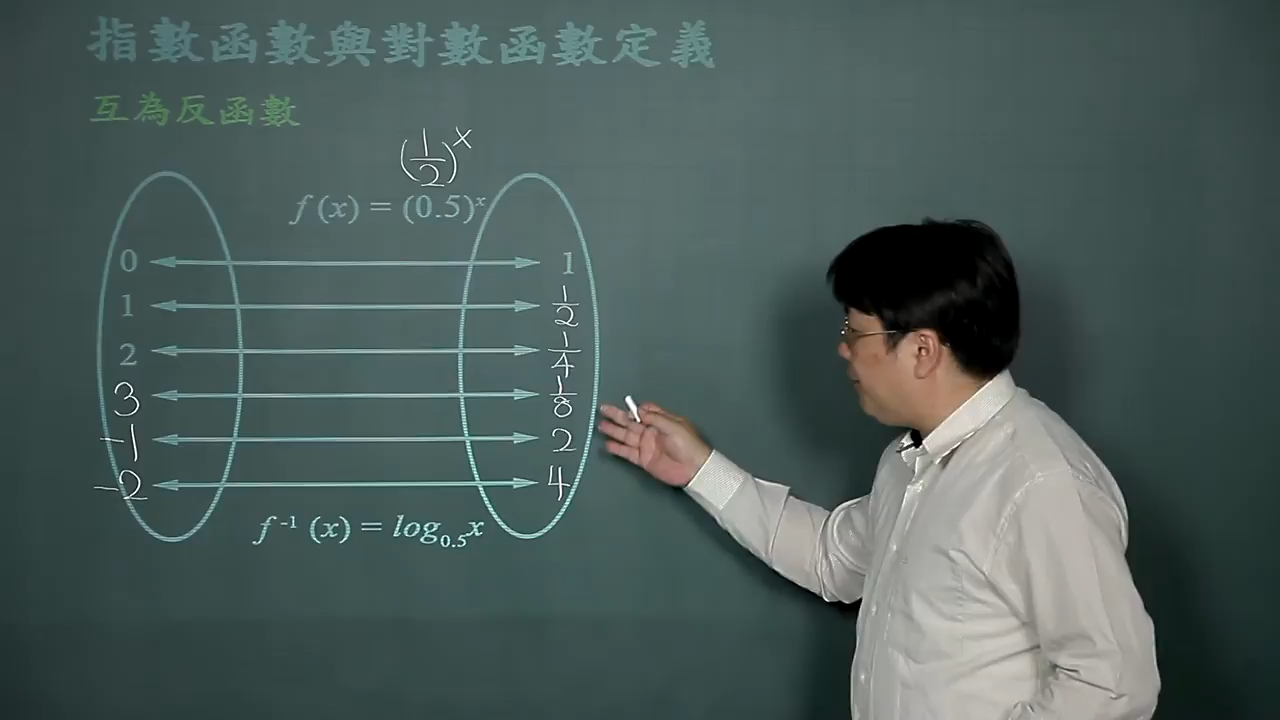 指數函數與對數函數定義
互為反函數
(1/2)^x
f(x) = (0.5)^x
0 1
1 1/2
2 1/4
3 1/8
-1 2
-2 4
f^-1(x) = log_0.5 x